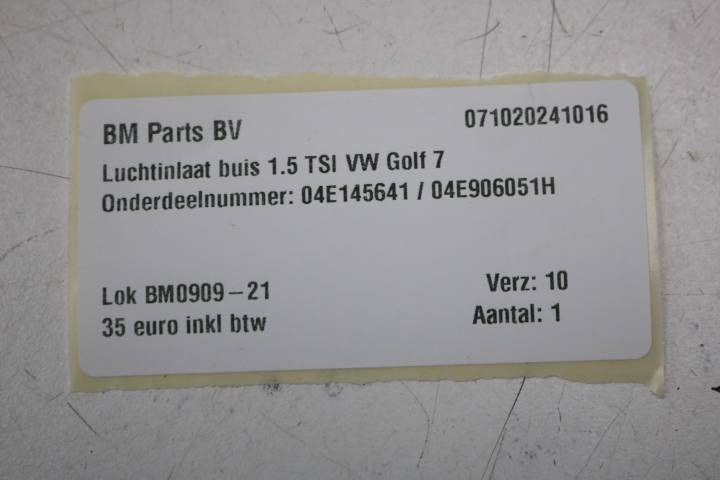 BM Parts BV 071020241016
Luchtinlaat buis 1.5 TSI VW Golf 7
Onderdeelnummer: 04E145641 / 04E906051H
Lok BM0909-21 Verz: 10
35 euro inkl btw Aantal: 1